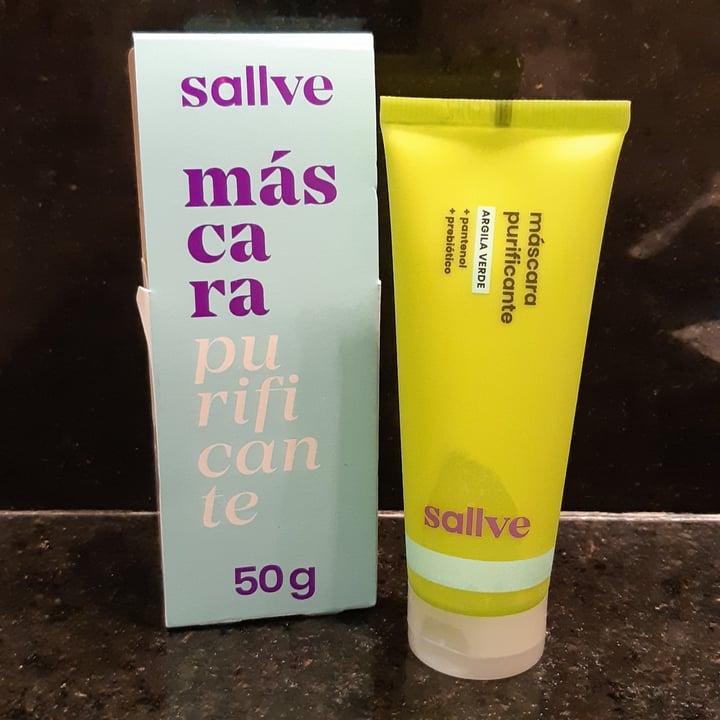 sallve
más
ca
ra
pu
rifi
can
te
50g
máscara
purificante
ARGILA VERDE
+ pantenol
+ prebiótico
sallve